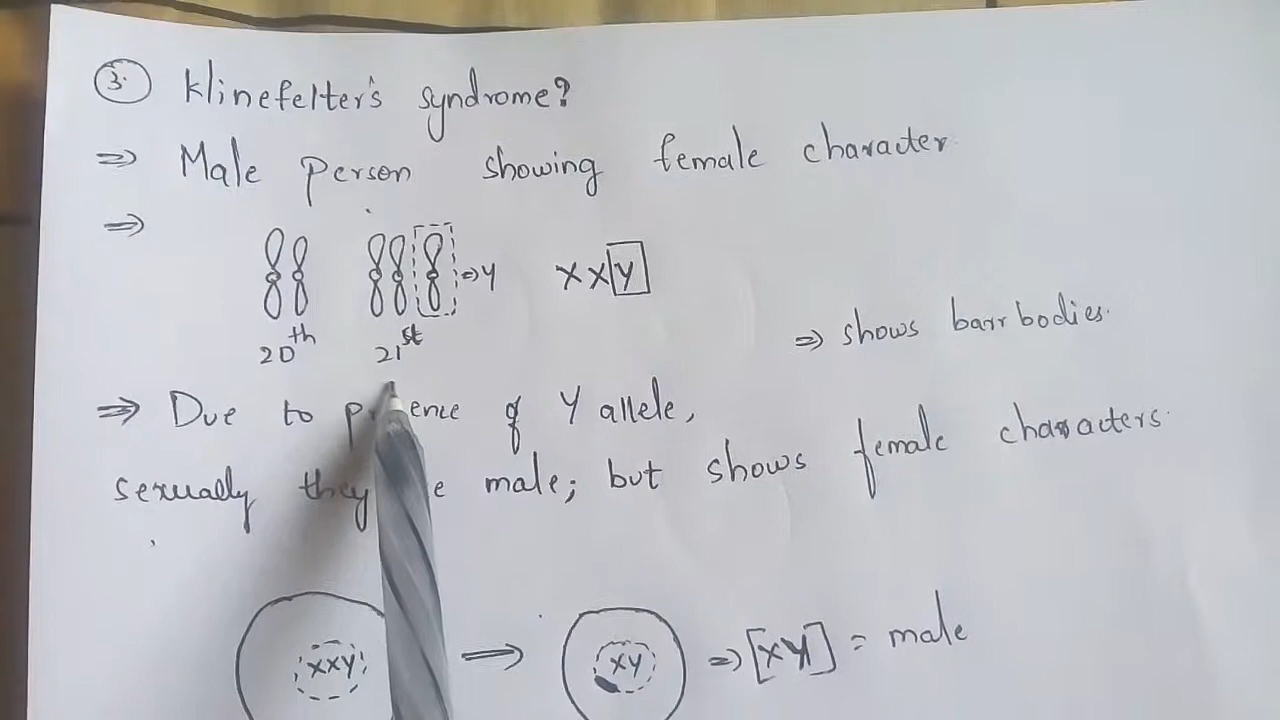 3. Klinefelter's syndrome?
⇒ Male person showing female character
⇒
⇒ Y XX Y
20th 21st
⇒ shows barr bodies.
⇒ Due to p ence of Y allele,
sexually they e male; but shows female characters.
XXY → XY ⇒ [XY] = male